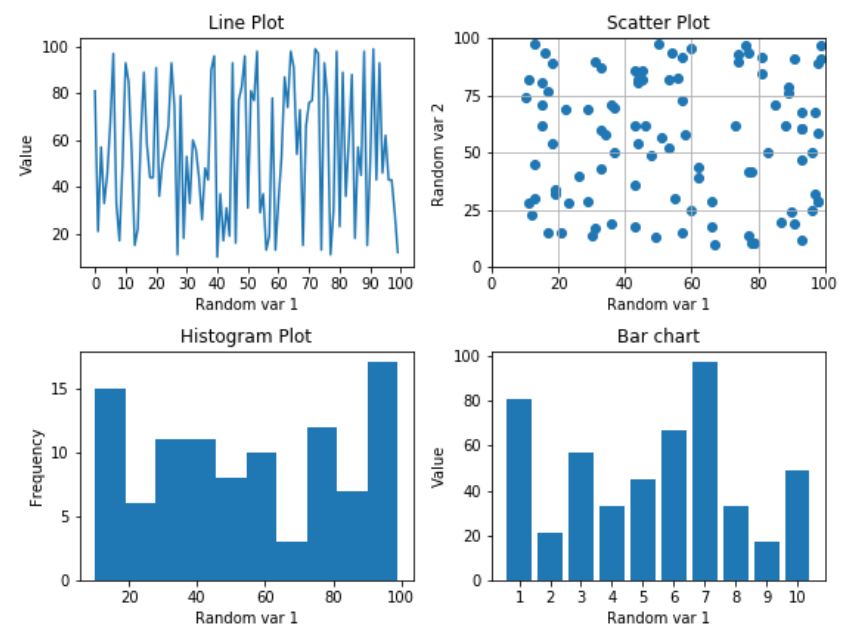 Line Plot
100
80
60
40
20
Value
0 10 20 30 40 50 60 70 80 90 100
Random var 1
Scatter Plot
100
75
50
25
0
Random var 2
0 20 40 60 80 100
Random var 1
Histogram Plot
15
10
5
0
Frequency
20 40 60 80 100
Random var 1
Bar chart
100
80
60
40
20
0
Value
1 2 3 4 5 6 7 8 9 10
Random var 1